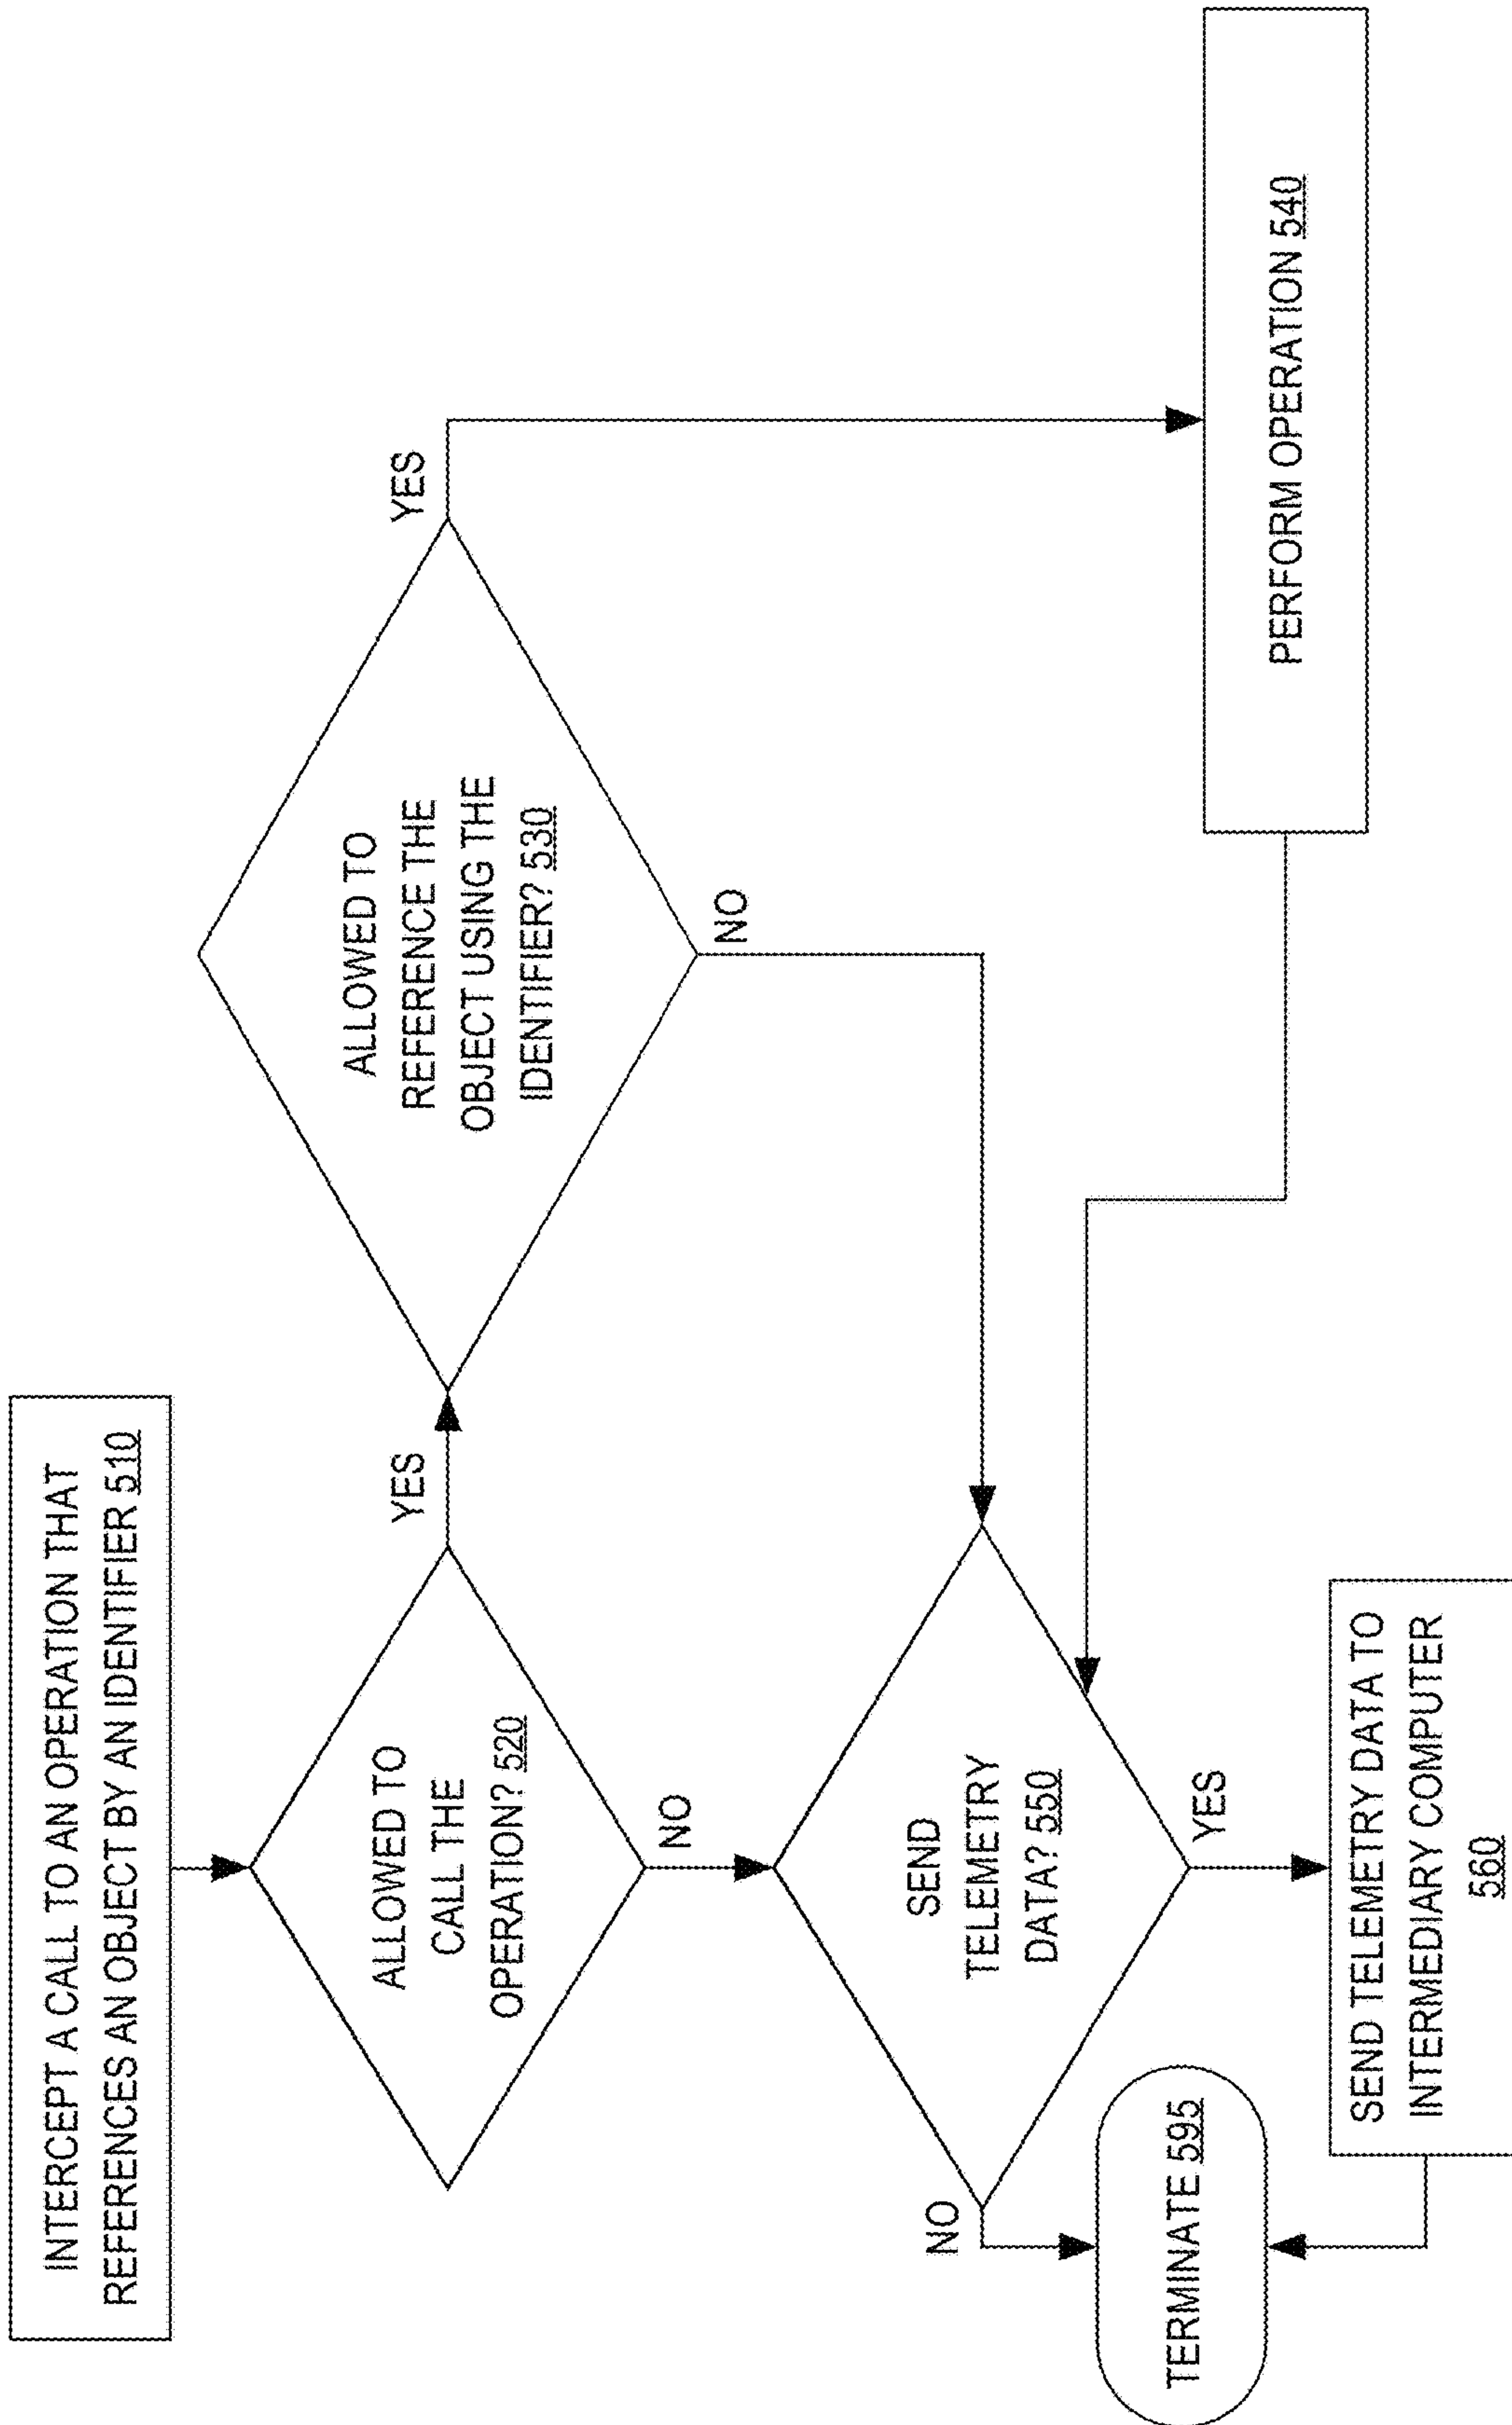 INTERCEPT A CALL TO AN OPERATION THAT
REFERENCES AN OBJECT BY AN IDENTIFIER 510
ALLOWED TO
CALL THE
OPERATION? 520
YES
NO
ALLOWED TO
REFERENCE THE
OBJECT USING THE
IDENTIFIER? 530
YES
NO
PERFORM OPERATION 540
SEND
TELEMETRY
DATA? 550
NO
YES
TERMINATE 595
SEND TELEMETRY DATA TO
INTERMEDIARY COMPUTER
560